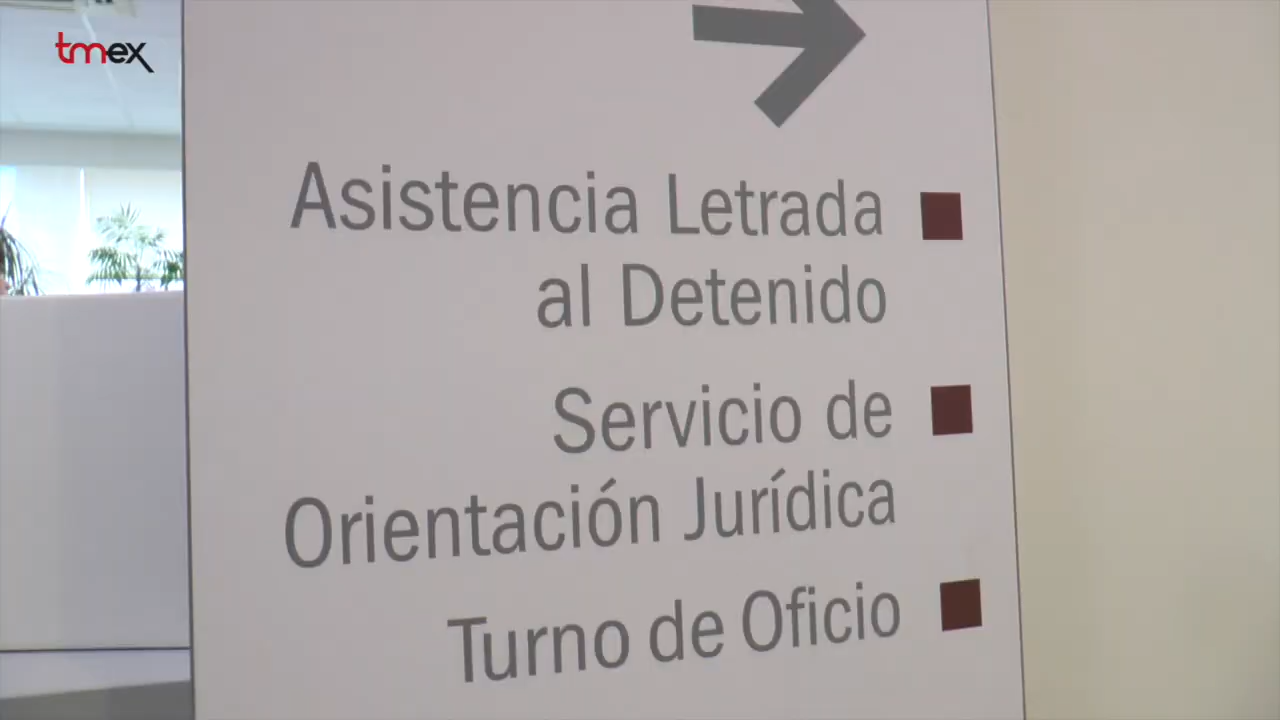 tmex
Asistencia Letrada
al Detenido
Servicio de
Orientación Jurídica
Turno de Oficio